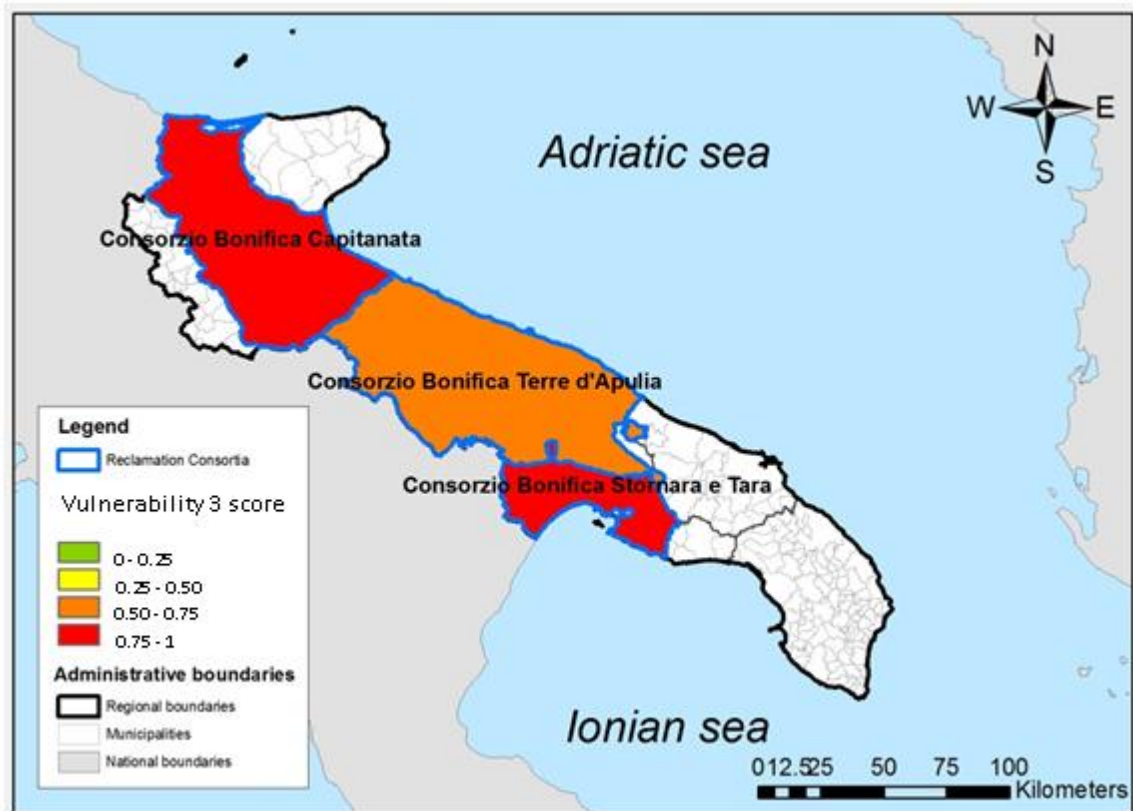 N
W E
S
Adriatic sea
Consorzio Bonifica Capitanata
Consorzio Bonifica Terre d'Apulia
Consorzio Bonifica Stornara e Tara
Legend
Reclamation Consortia
Vulnerability 3 score
0 - 0.25
0.25 - 0.50
0.50 - 0.75
0.75 - 1
Administrative boundaries
Regional boundaries
Municipalities
National boundaries
Ionian sea
0 12.5 25 50 75 100
Kilometers